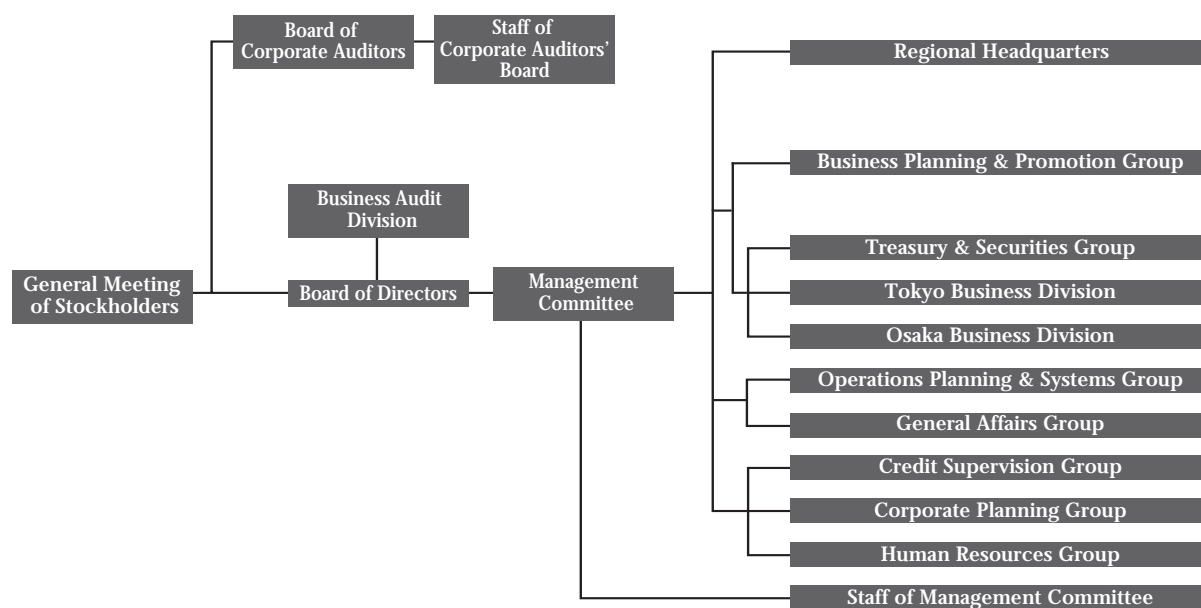 Board of
Corporate Auditors
Staff of
Corporate Auditors'
Board
Business Audit
Division
General Meeting
of Stockholders
Board of Directors
Management
Committee
Regional Headquarters
Business Planning & Promotion Group
Treasury & Securities Group
Tokyo Business Division
Osaka Business Division
Operations Planning & Systems Group
General Affairs Group
Credit Supervision Group
Corporate Planning Group
Human Resources Group
Staff of Management Committee